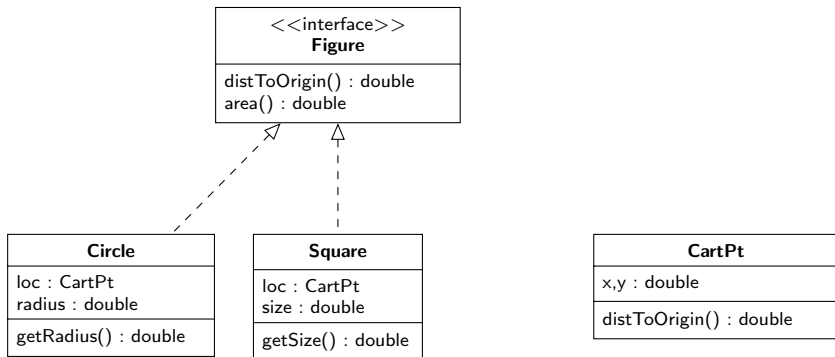 <<interface>>
Figure
distToOrigin() : double
area() : double
Circle
loc : CartPt
radius : double
getRadius() : double
Square
loc : CartPt
size : double
getSize() : double
CartPt
x,y : double
distToOrigin() : double